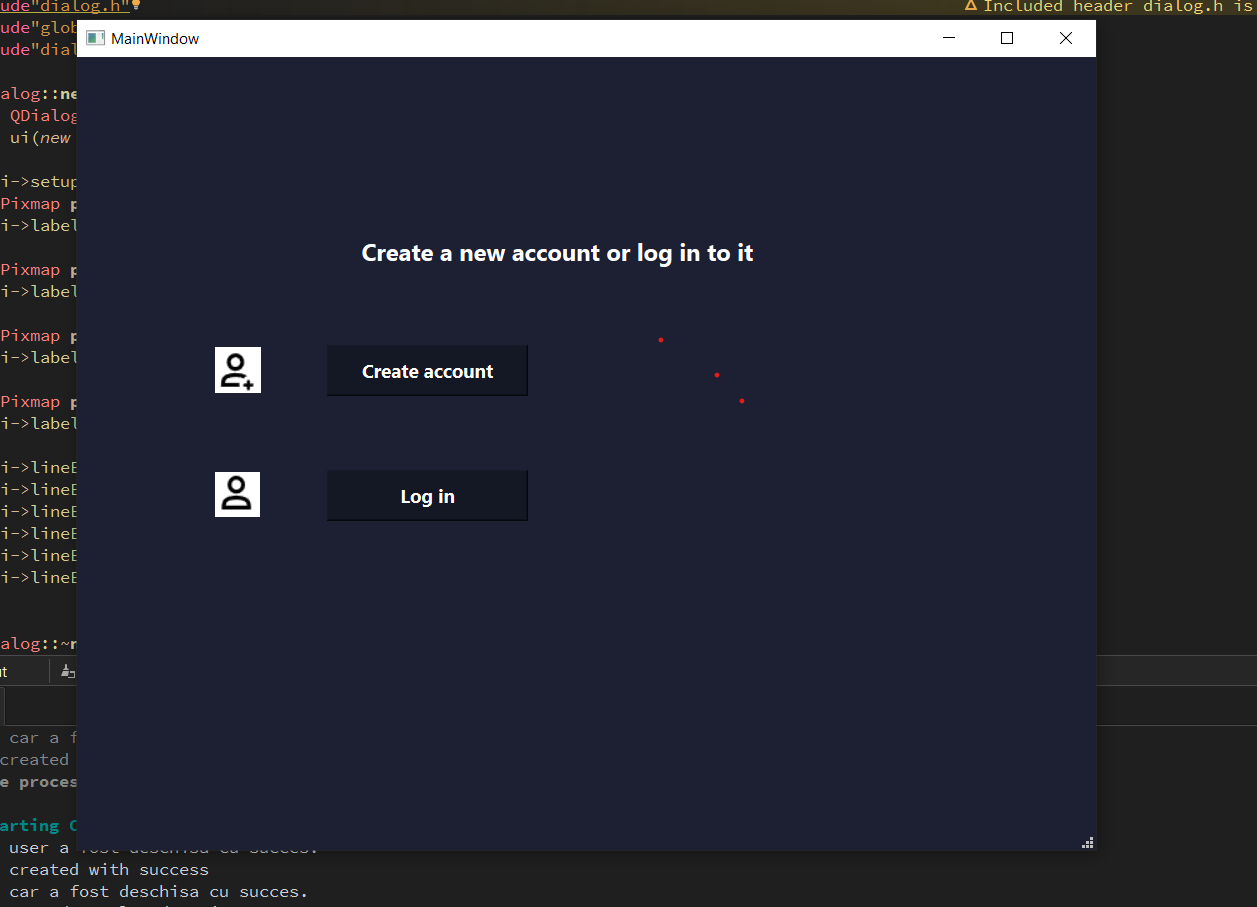 ude"dialog.h"
Δ Included header dialog.h is
ude"glob
MainWindow
ude"dial
alog::ne
QDialog
ui(new
i->setup
Pixmap p
i->label
Pixmap p
i->label
Pixmap p
i->label
Pixmap p
i->label
i->lineE
i->lineE
i->lineE
i->lineE
i->lineE
i->lineE
alog::~n
Create a new account or log in to it
Create account
Log in
ut
car a f
created
e proces
arting C
user a fost deschisa cu succes.
created with success
car a fost deschisa cu succes.